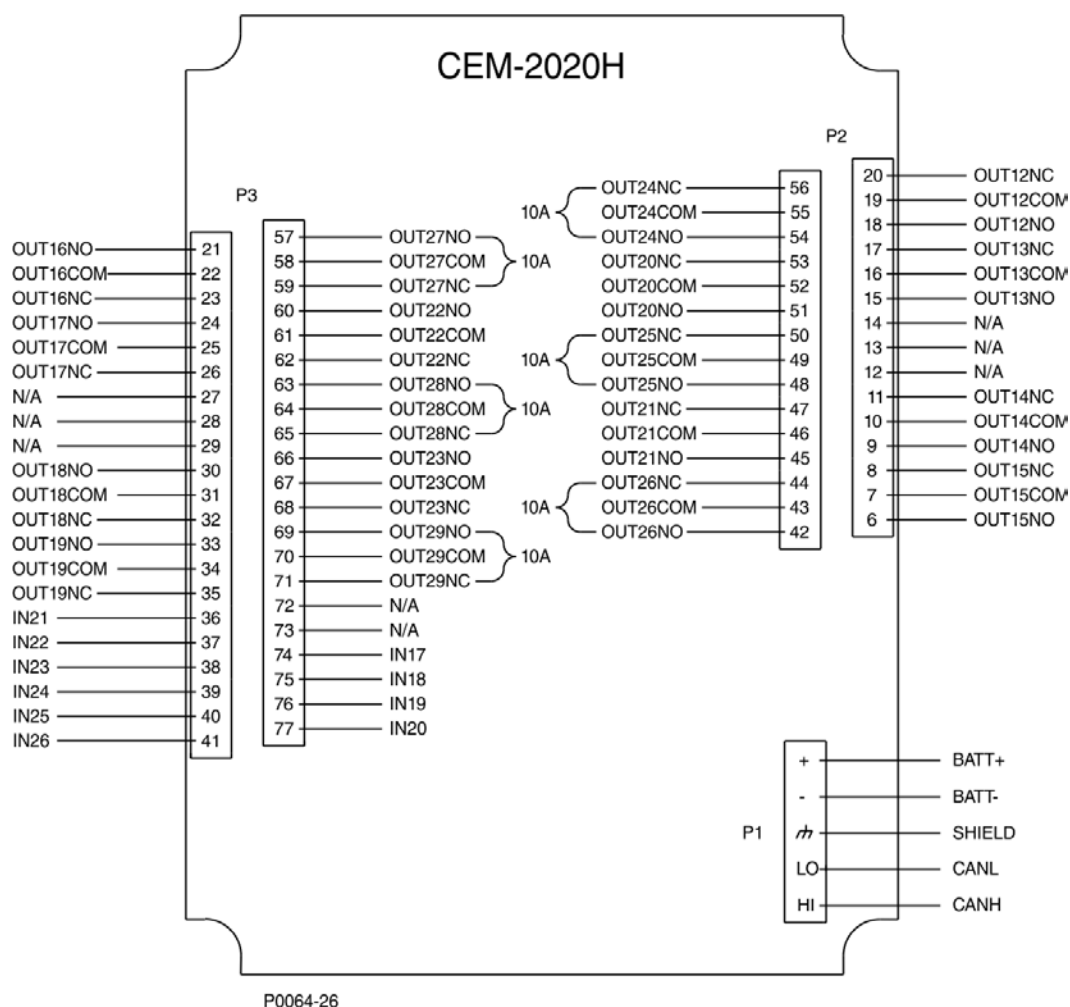 CEM-2020H
P2
P3
P1
OUT16NO 21
OUT16COM 22
OUT16NC 23
OUT17NO 24
OUT17COM 25
OUT17NC 26
N/A 27
N/A 28
N/A 29
OUT18NO 30
OUT18COM 31
OUT18NC 32
OUT19NO 33
OUT19COM 34
OUT19NC 35
IN21 36
IN22 37
IN23 38
IN24 39
IN25 40
IN26 41
57 OUT27NO
58 OUT27COM 10A
59 OUT27NC
60 OUT22NO
61 OUT22COM
62 OUT22NC
63 OUT28NO
64 OUT28COM 10A
65 OUT28NC
66 OUT23NO
67 OUT23COM
68 OUT23NC
69 OUT29NO
70 OUT29COM 10A
71 OUT29NC
72 N/A
73 N/A
74 IN17
75 IN18
76 IN19
77 IN20
OUT24NC 56
10A OUT24COM 55
OUT24NO 54
OUT20NC 53
OUT20COM 52
OUT20NO 51
OUT25NC 50
10A OUT25COM 49
OUT25NO 48
OUT21NC 47
OUT21COM 46
OUT21NO 45
OUT26NC 44
10A OUT26COM 43
OUT26NO 42
20 OUT12NC
19 OUT12COM
18 OUT12NO
17 OUT13NC
16 OUT13COM
15 OUT13NO
14 N/A
13 N/A
12 N/A
11 OUT14NC
10 OUT14COM
9 OUT14NO
8 OUT15NC
7 OUT15COM
6 OUT15NO
+ BATT+
- BATT-
SHIELD
LO CANL
HI CANH
P0064-26